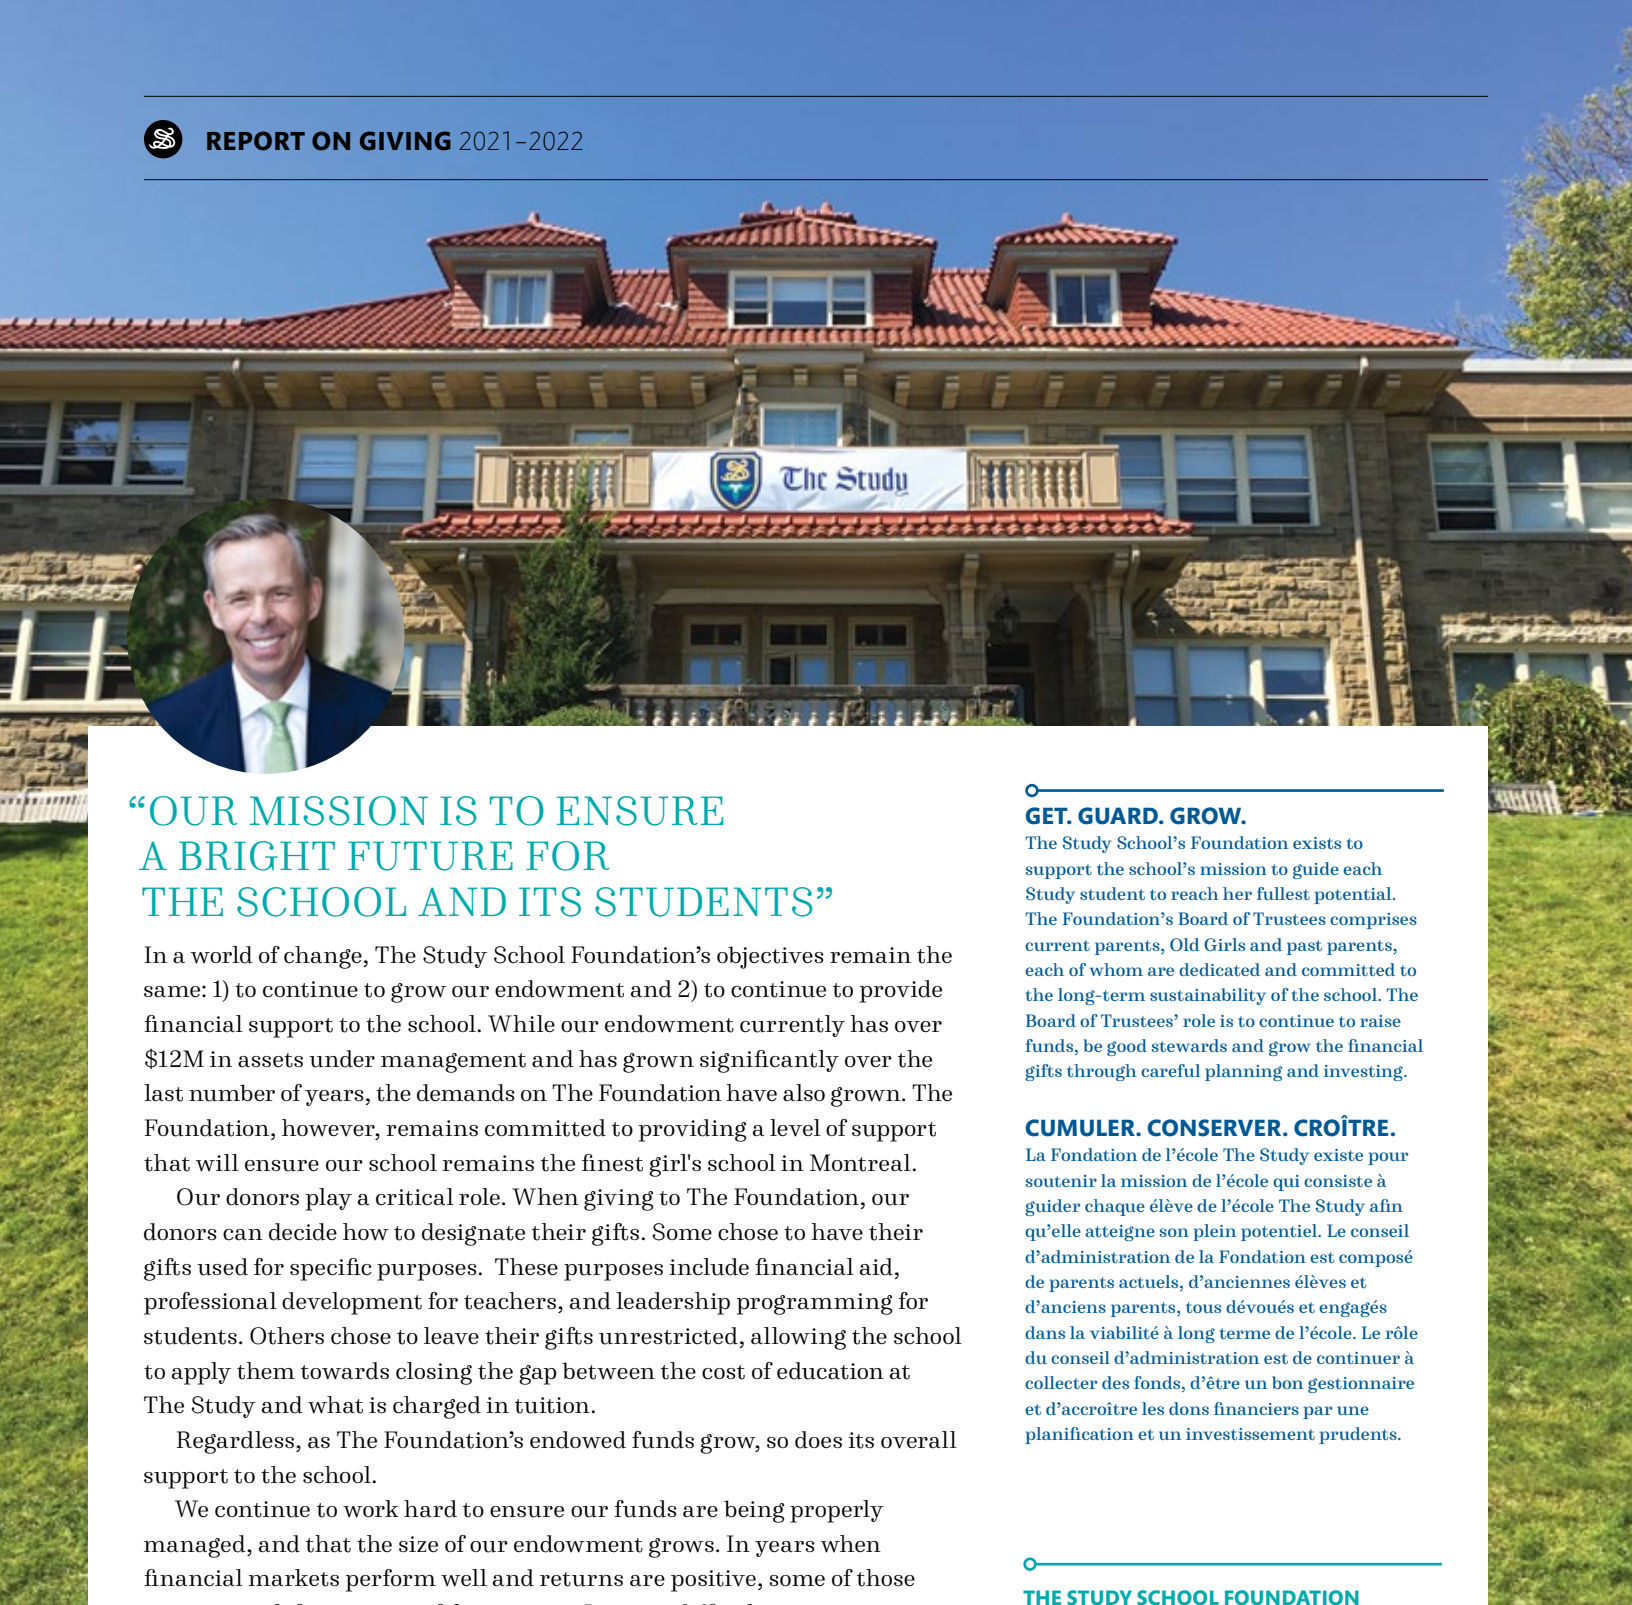 REPORT ON GIVING 2021–2022
The Study
“OUR MISSION IS TO ENSURE
A BRIGHT FUTURE FOR
THE SCHOOL AND ITS STUDENTS”
In a world of change, The Study School Foundation’s objectives remain the
same: 1) to continue to grow our endowment and 2) to continue to provide
financial support to the school. While our endowment currently has over
$12M in assets under management and has grown significantly over the
last number of years, the demands on The Foundation have also grown. The
Foundation, however, remains committed to providing a level of support
that will ensure our school remains the finest girl's school in Montreal.
Our donors play a critical role. When giving to The Foundation, our
donors can decide how to designate their gifts. Some chose to have their
gifts used for specific purposes.  These purposes include financial aid,
professional development for teachers, and leadership programming for
students. Others chose to leave their gifts unrestricted, allowing the school
to apply them towards closing the gap between the cost of education at
The Study and what is charged in tuition.
Regardless, as The Foundation’s endowed funds grow, so does its overall
support to the school.
We continue to work hard to ensure our funds are being properly
managed, and that the size of our endowment grows. In years when
financial markets perform well and returns are positive, some of those
GET. GUARD. GROW.
The Study School’s Foundation exists to
support the school’s mission to guide each
Study student to reach her fullest potential.
The Foundation’s Board of Trustees comprises
current parents, Old Girls and past parents,
each of whom are dedicated and committed to
the long-term sustainability of the school. The
Board of Trustees’ role is to continue to raise
funds, be good stewards and grow the financial
gifts through careful planning and investing.
CUMULER. CONSERVER. CROÎTRE.
La Fondation de l’école The Study existe pour
soutenir la mission de l’école qui consiste à
guider chaque élève de l’école The Study afin
qu’elle atteigne son plein potentiel. Le conseil
d’administration de la Fondation est composé
de parents actuels, d’anciennes élèves et
d’anciens parents, tous dévoués et engagés
dans la viabilité à long terme de l’école. Le rôle
du conseil d’administration est de continuer à
collecter des fonds, d’être un bon gestionnaire
et d’accroître les dons financiers par une
planification et un investissement prudents.
THE STUDY SCHOOL FOUNDATION